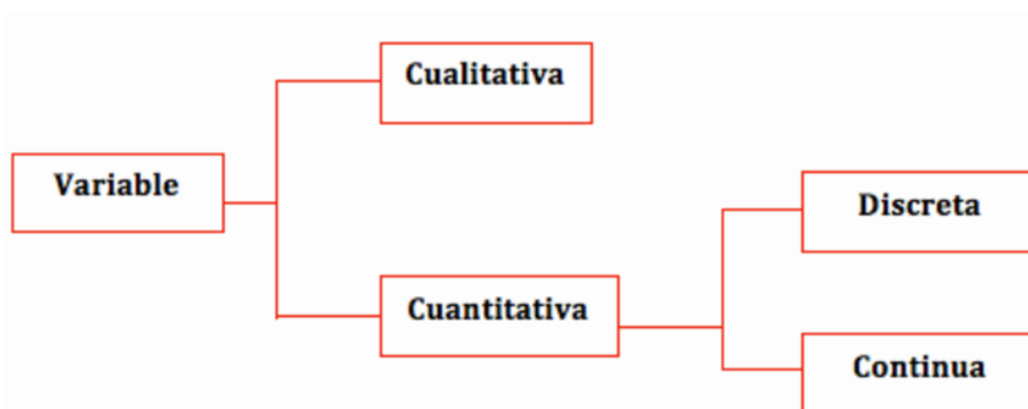 Variable
Cualitativa
Cuantitativa
Discreta
Continua